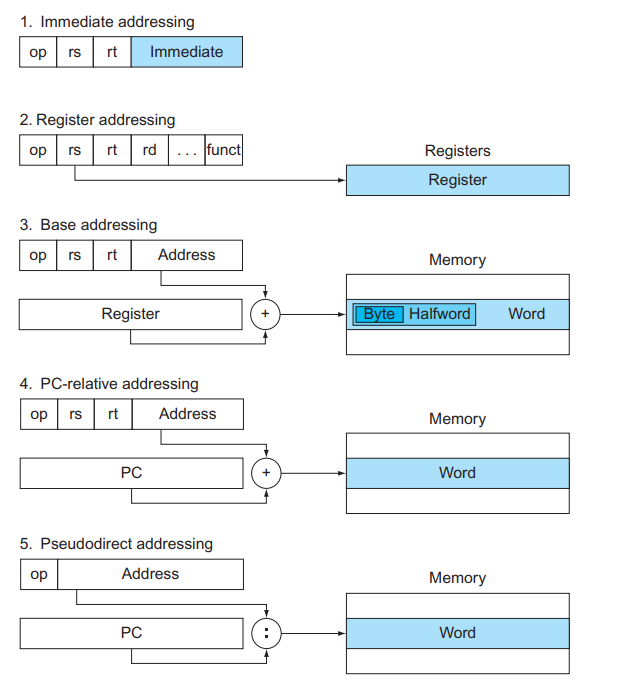 1. Immediate addressing
op rs rt Immediate
2. Register addressing
op rs rt rd . . . funct
Registers
Register
3. Base addressing
op rs rt Address
Memory
Register + Byte Halfword Word
4. PC-relative addressing
op rs rt Address
Memory
PC + Word
5. Pseudodirect addressing
op Address
Memory
PC : Word